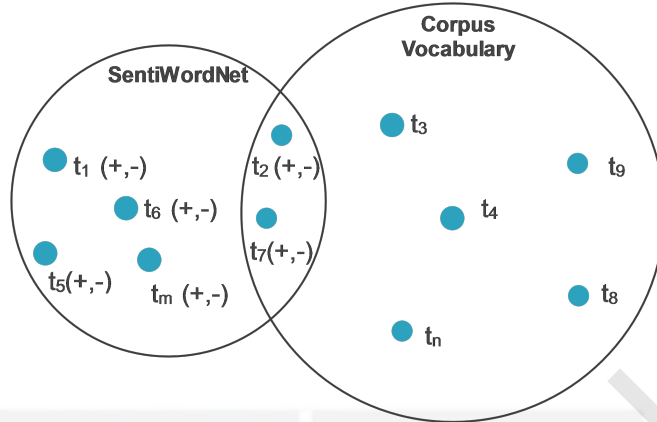 Corpus
Vocabulary
SentiWordNet
t3
t1 (+,-)
t2 (+,-)
t9
t6 (+,-)
t4
t7(+,-)
t5(+,-)
tm (+,-)
t8
tn